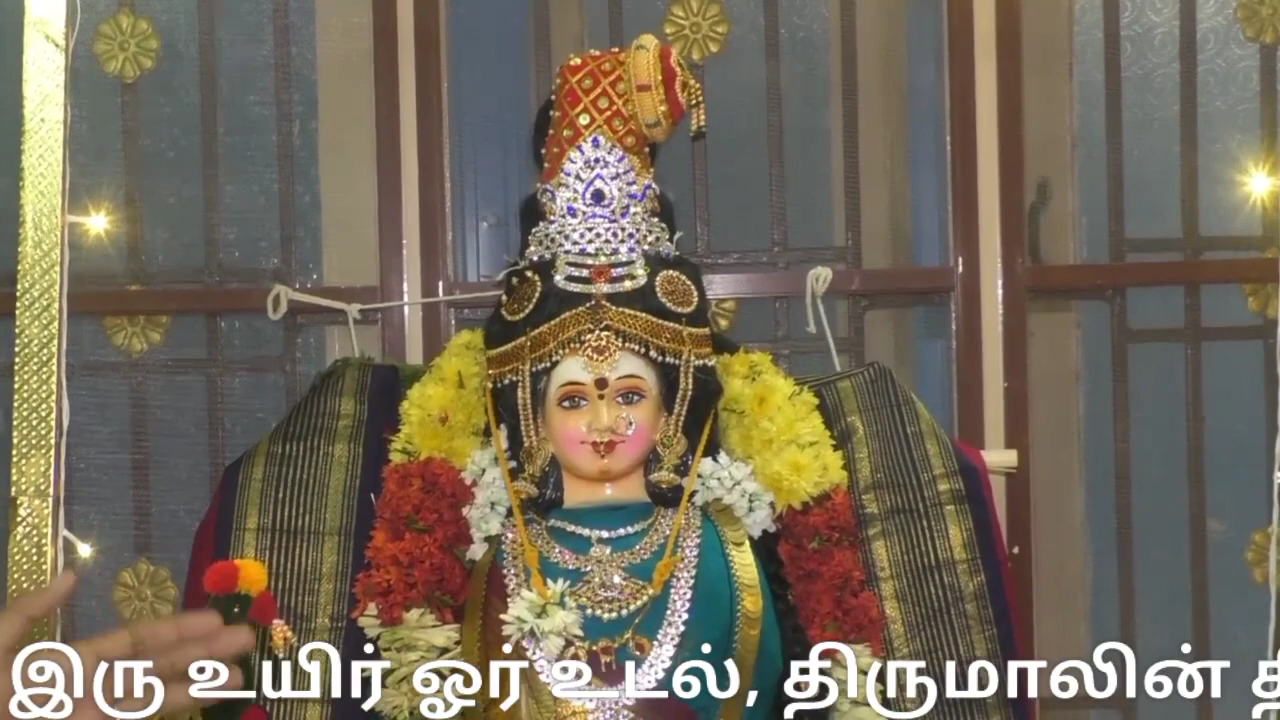 இரு உயிர் ஓர் உடல், திருமாலின்